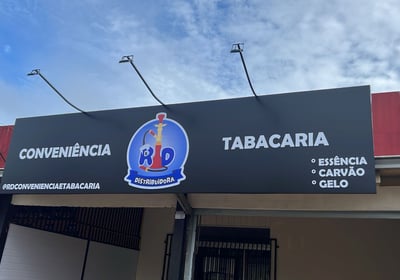 CONVENIÊNCIA
@RDCONVENIENCIAETABACARIA
RD
DISTRIBUIDORA
TABACARIA
° ESSÊNCIA
° CARVÃO
° GELO